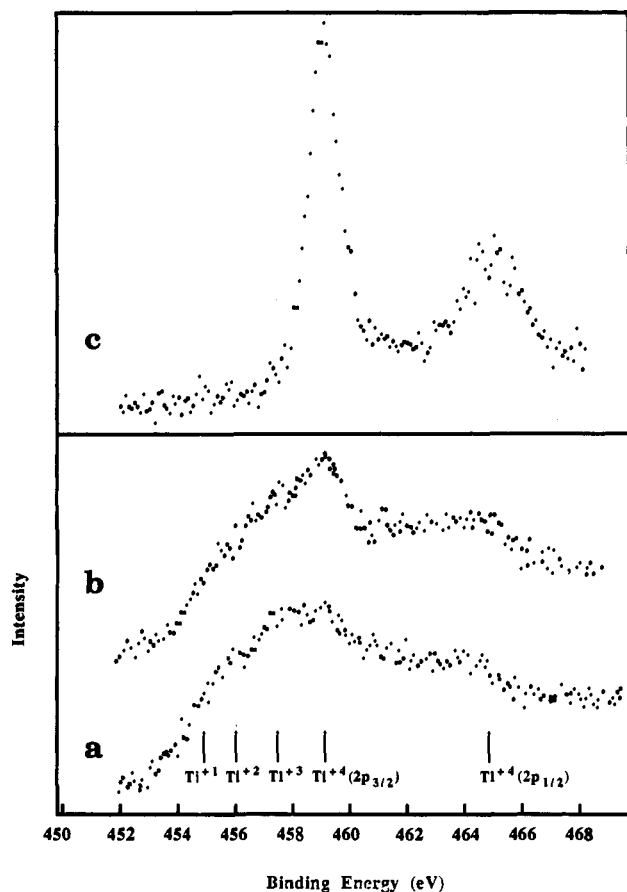 c
b
Intensity
a
Ti+1 Ti+2 Ti+3 Ti+4 (2p3/2) Ti+4 (2p1/2)
450 452 454 456 458 460 462 464 466 468
Binding Energy (eV)